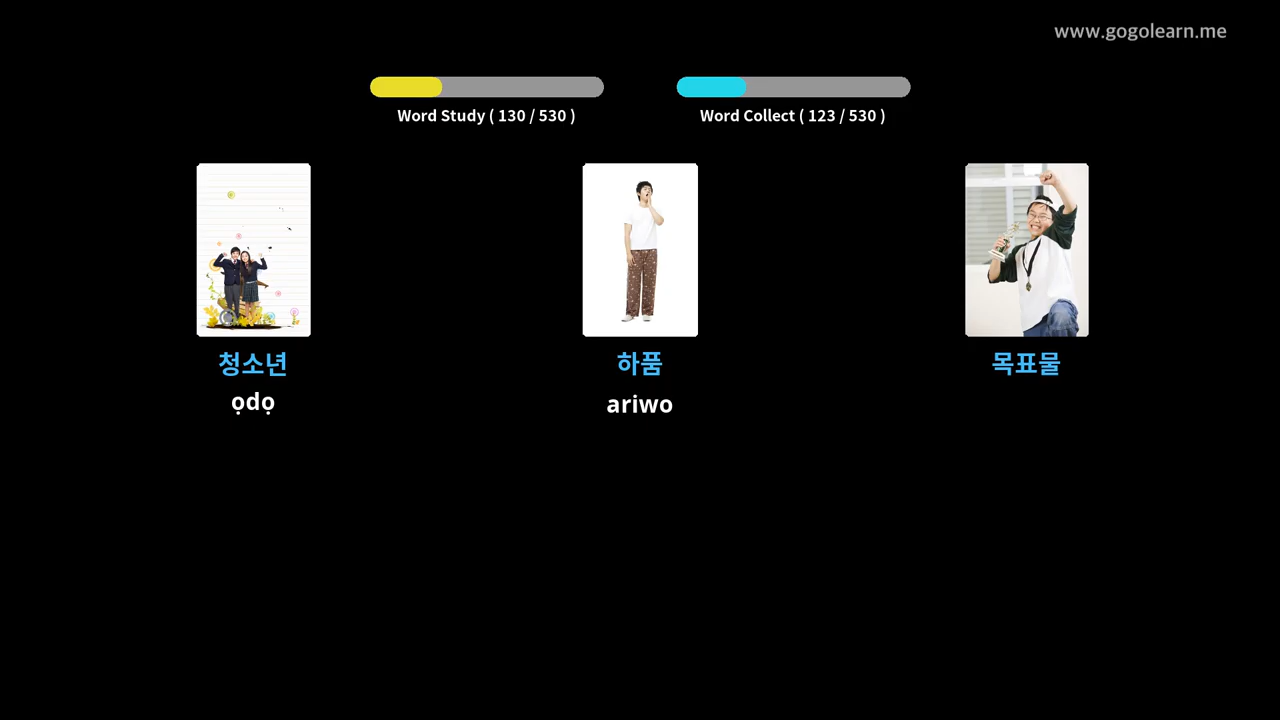 www.gogolearn.me
Word Study ( 130 / 530 )
Word Collect ( 123 / 530 )
청소년
하품
목표물
ọdọ
ariwo